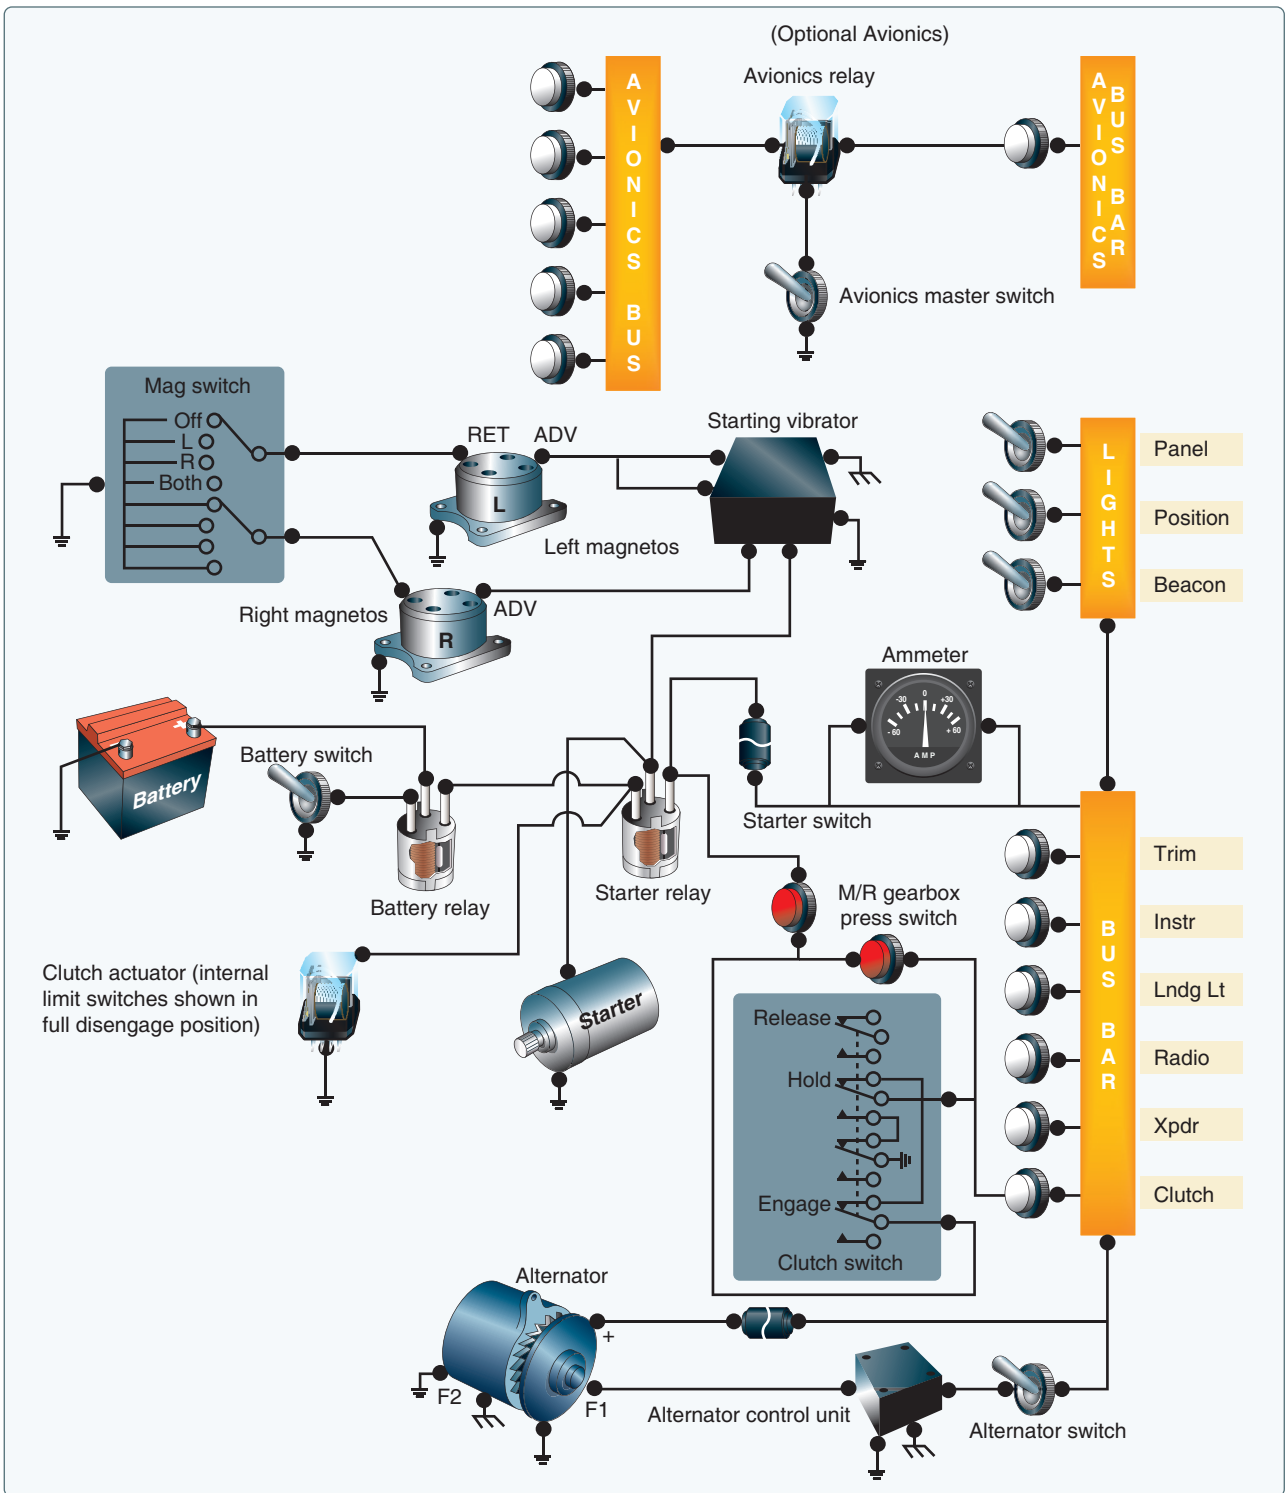 (Optional Avionics)
Avionics relay
AVIONICS BUS
AVIONICS
BUS BAR
Avionics master switch
Mag switch
Off
L
R
Both
RET
ADV
Starting vibrator
L
Left magnetos
Right magnetos
ADV
R
LIGHTS
Panel
Position
Beacon
Ammeter
-30
0
+30
- 60
+ 60
AMP
+
-
Battery
Battery switch
Battery relay
Starter relay
Starter switch
M/R gearbox
press switch
BUS BAR
Trim
Instr
Lndg Lt
Radio
Xpdr
Clutch
Clutch actuator (internal
limit switches shown in
full disengage position)
Starter
Release
Hold
Engage
Clutch switch
Alternator
+
F2
F1
Alternator control unit
Alternator switch